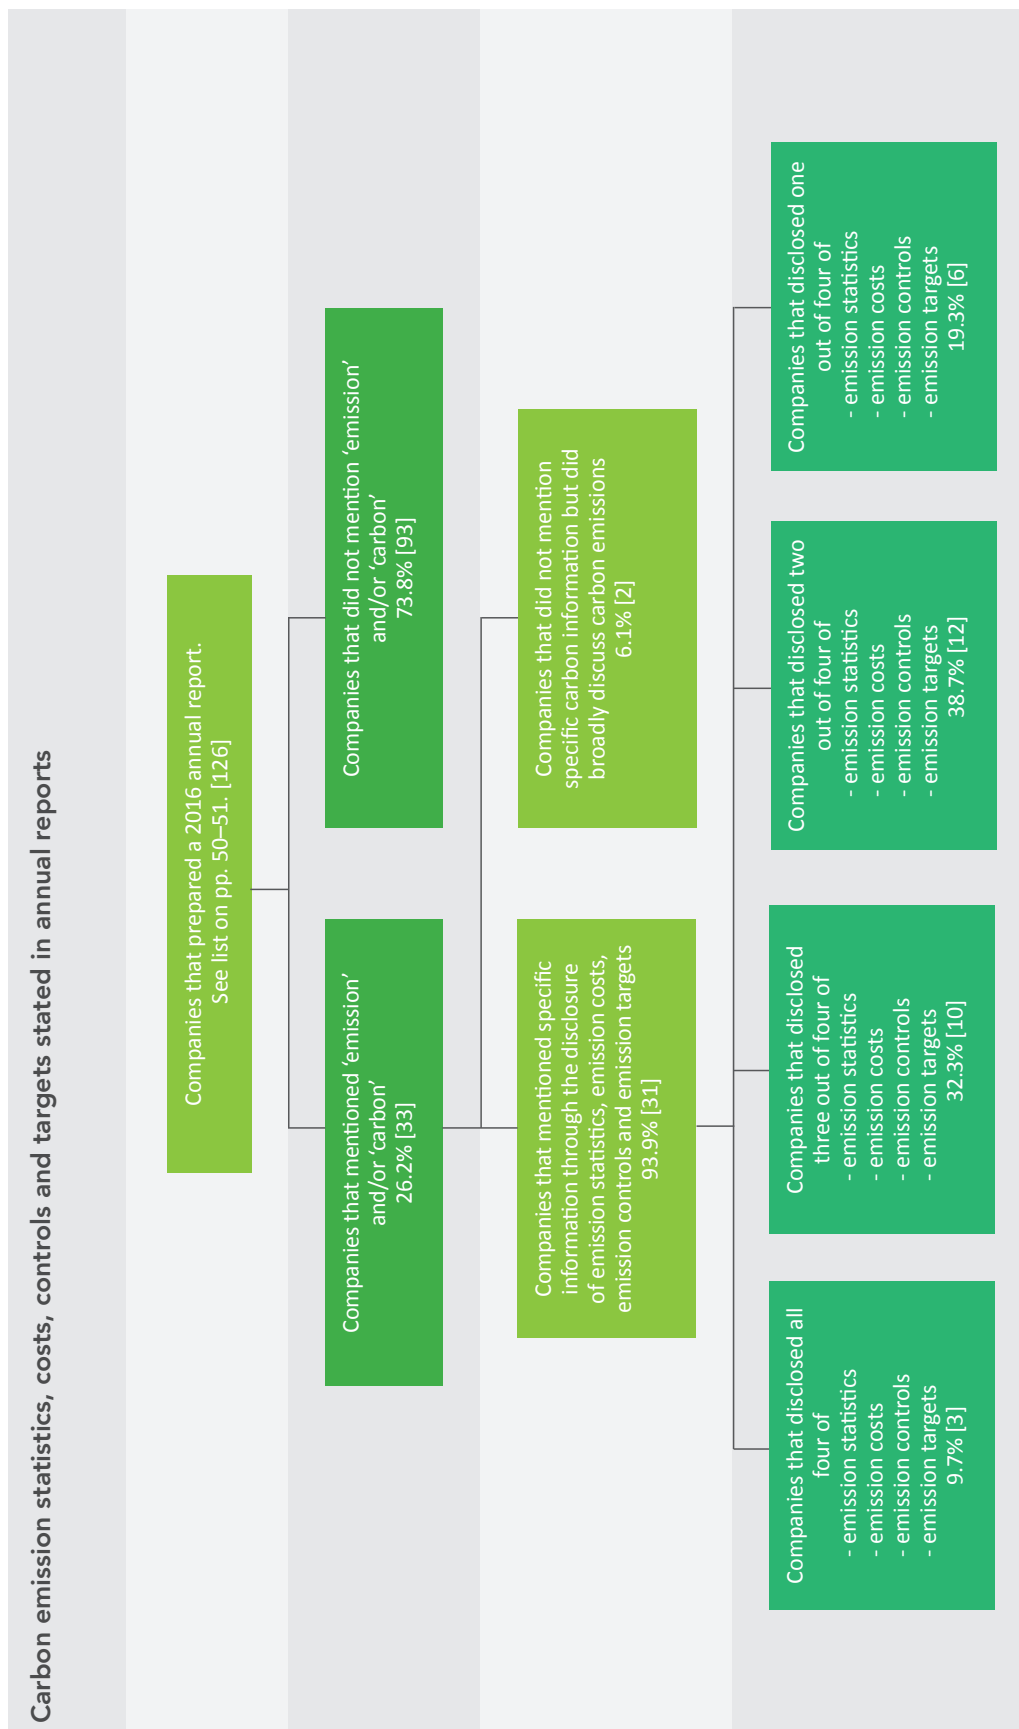 Carbon emission statistics, costs, controls and targets stated in annual reports
Companies that prepared a 2016 annual report.
See list on pp. 50–51. [126]
Companies that mentioned ‘emission’
and/or ‘carbon’
26.2% [33]
Companies that did not mention ‘emission’
and/or ‘carbon’
73.8% [93]
Companies that mentioned specific
information through the disclosure
of emission statistics, emission costs,
emission controls and emission targets
93.9% [31]
Companies that did not mention
specific carbon information but did
broadly discuss carbon emissions
6.1% [2]
Companies that disclosed all
four of
- emission statistics
- emission costs
- emission controls
- emission targets
9.7% [3]
Companies that disclosed
three out of four of
- emission statistics
- emission costs
- emission controls
- emission targets
32.3% [10]
Companies that disclosed two
out of four of
- emission statistics
- emission costs
- emission controls
- emission targets
38.7% [12]
Companies that disclosed one
out of four of
- emission statistics
- emission costs
- emission controls
- emission targets
19.3% [6]